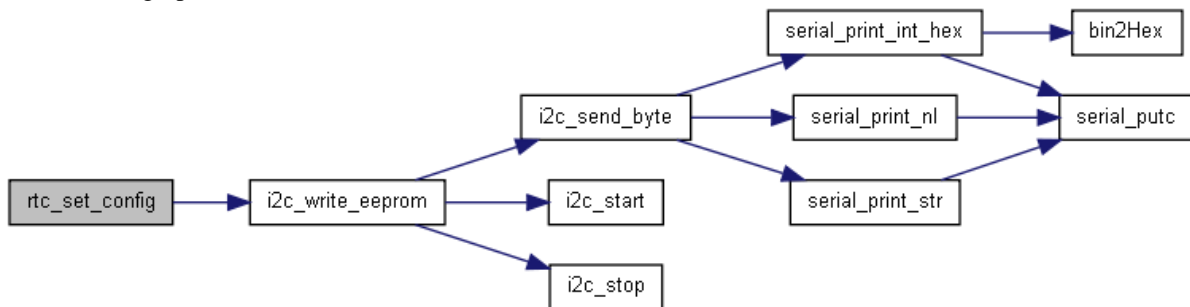 serial_print_int_hex
bin2Hex
i2c_send_byte
serial_print_nl
serial_putc
rtc_set_config
i2c_write_eeprom
i2c_start
serial_print_str
i2c_stop